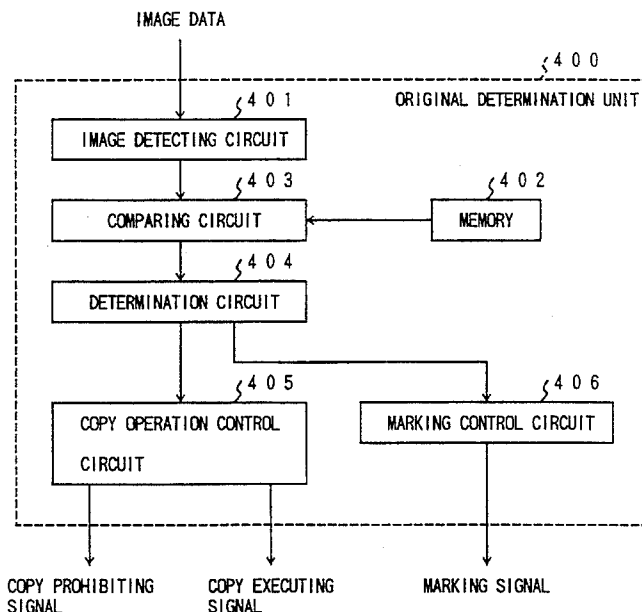 IMAGE DATA
400
ORIGINAL DETERMINATION UNIT
401
IMAGE DETECTING CIRCUIT
403
COMPARING CIRCUIT
402
MEMORY
404
DETERMINATION CIRCUIT
405
COPY OPERATION CONTROL
CIRCUIT
406
MARKING CONTROL CIRCUIT
COPY PROHIBITING
SIGNAL
COPY EXECUTING
SIGNAL
MARKING SIGNAL